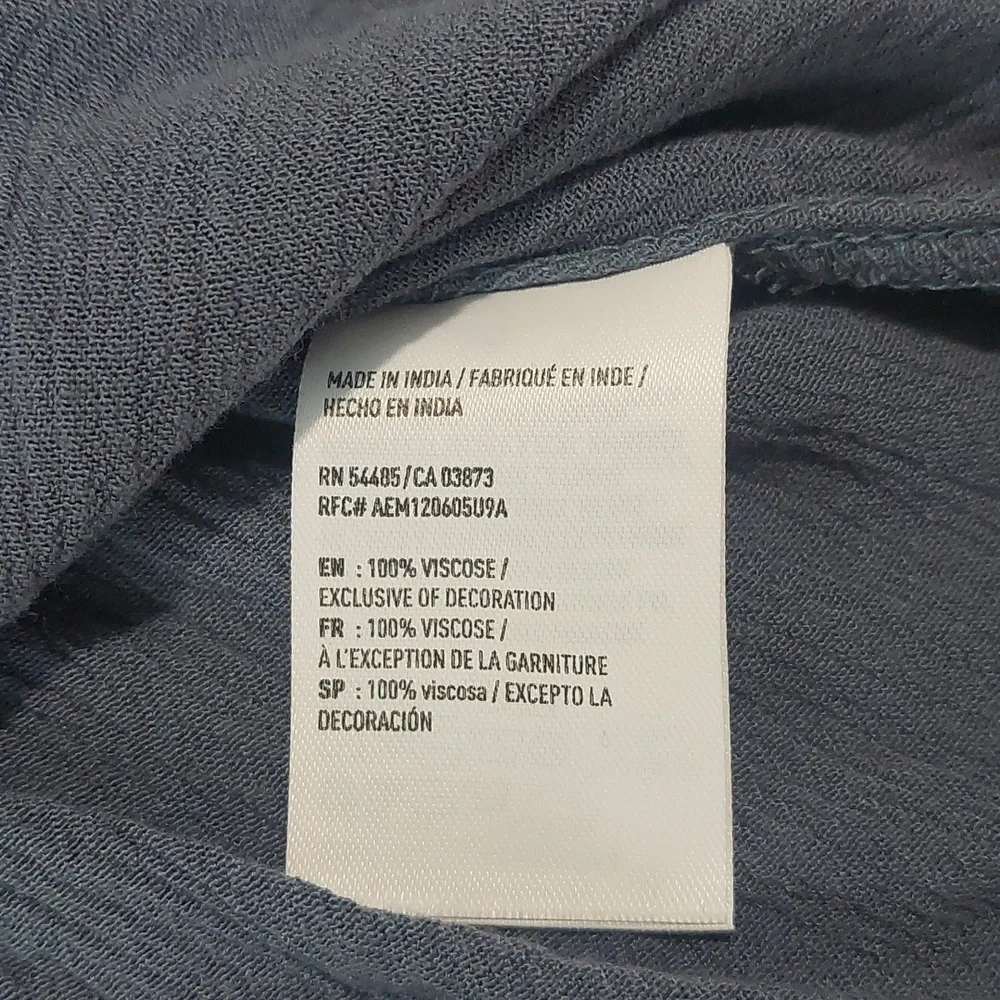 MADE IN INDIA / FABRIQUÉ EN INDE /
HECHO EN INDIA
RN 54485/CA 03873
RFC# AEM120605U9A
EN : 100% VISCOSE /
EXCLUSIVE OF DECORATION
FR : 100% VISCOSE /
À L'EXCEPTION DE LA GARNITURE
SP : 100% viscosa / EXCEPTO LA
DECORACIÓN